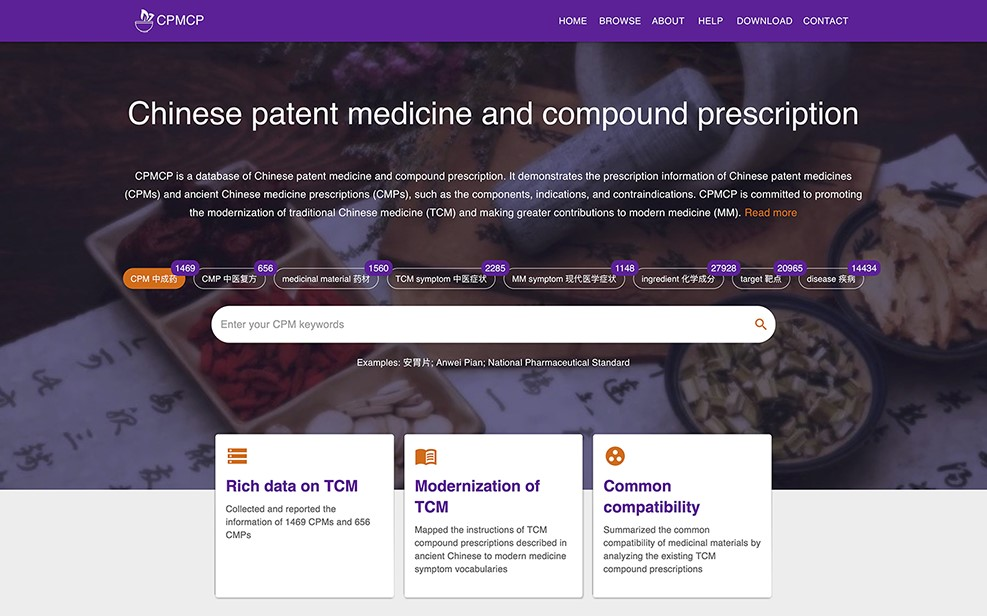 CPMCP
HOME BROWSE ABOUT HELP DOWNLOAD CONTACT
Chinese patent medicine and compound prescription
CPMCP is a database of Chinese patent medicine and compound prescription. It demonstrates the prescription information of Chinese patent medicines
(CPMs) and ancient Chinese medicine prescriptions (CMPs), such as the components, indications, and contraindications. CPMCP is committed to promoting
the modernization of traditional Chinese medicine (TCM) and making greater contributions to modern medicine (MM). Read more
1469 656 1560 2285 1148 27928 20965 14434
CPM 中成药 CMP 中医复方 medicinal material 药材 TCM symptom 中医症状 MM symptom 现代医学症状 ingredient 化学成分 target 靶点 disease 疾病
Enter your CPM keywords
Examples: 安胃片; Anwei Pian; National Pharmaceutical Standard
Rich data on TCM
Collected and reported the
information of 1469 CPMs and 656
CMPs
Modernization of
TCM
Mapped the instructions of TCM
compound prescriptions described in
ancient Chinese to modern medicine
symptom vocabularies
Common
compatibility
Summarized the common
compatibility of medicinal materials by
analyzing the existing TCM
compound prescriptions